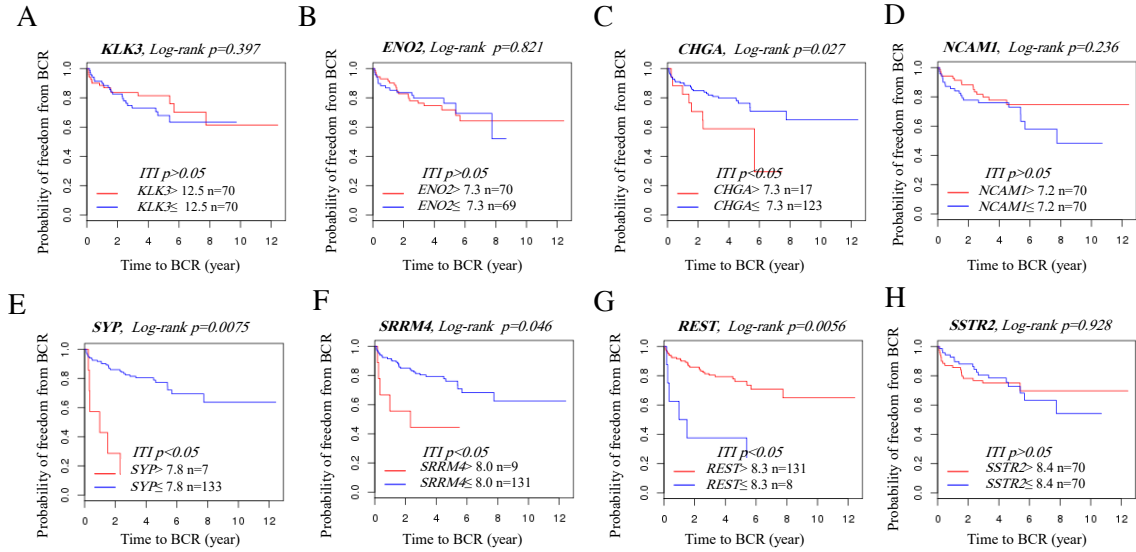 A
KLK3, Log-rank p=0.397
Probability of freedom from BCR
1.0
0.8
0.6
0.4
0.2
0.0
ITI p>0.05
KLK3> 12.5 n=70
KLK3≤ 12.5 n=70
0 2 4 6 8 10 12
Time to BCR (year)
B
ENO2, Log-rank p=0.821
Probability of freedom from BCR
1.0
0.8
0.6
0.4
0.2
0.0
ITI p>0.05
ENO2> 7.3 n=70
ENO2≤ 7.3 n=69
0 2 4 6 8 10 12
Time to BCR (year)
C
CHGA, Log-rank p=0.027
Probability of freedom from BCR
1.0
0.8
0.6
0.4
0.2
0.0
ITI p<0.05
CHGA> 7.3 n=17
CHGA≤ 7.3 n=123
0 2 4 6 8 10 12
Time to BCR (year)
D
NCAM1, Log-rank p=0.236
Probability of freedom from BCR
1.0
0.8
0.6
0.4
0.2
0.0
ITI p>0.05
NCAM1> 7.2 n=70
NCAM1≤ 7.2 n=70
0 2 4 6 8 10 12
Time to BCR (year)
E
SYP, Log-rank p=0.0075
Probability of freedom from BCR
1.0
0.8
0.6
0.4
0.2
0.0
ITI p<0.05
SYP> 7.8 n=7
SYP≤ 7.8 n=133
0 2 4 6 8 10 12
Time to BCR (year)
F
SRRM4, Log-rank p=0.046
Probability of freedom from BCR
1.0
0.8
0.6
0.4
0.2
0.0
ITI p<0.05
SRRM4> 8.0 n=9
SRRM4≤ 8.0 n=131
0 2 4 6 8 10 12
Time to BCR (year)
G
REST, Log-rank p=0.0056
Probability of freedom from BCR
1.0
0.8
0.6
0.4
0.2
0.0
ITI p<0.05
REST> 8.3 n=131
REST≤ 8.3 n=8
0 2 4 6 8 10 12
Time to BCR (year)
H
SSTR2, Log-rank p=0.928
Probability of freedom from BCR
1.0
0.8
0.6
0.4
0.2
0.0
ITI p>0.05
SSTR2> 8.4 n=70
SSTR2≤ 8.4 n=70
0 2 4 6 8 10 12
Time to BCR (year)